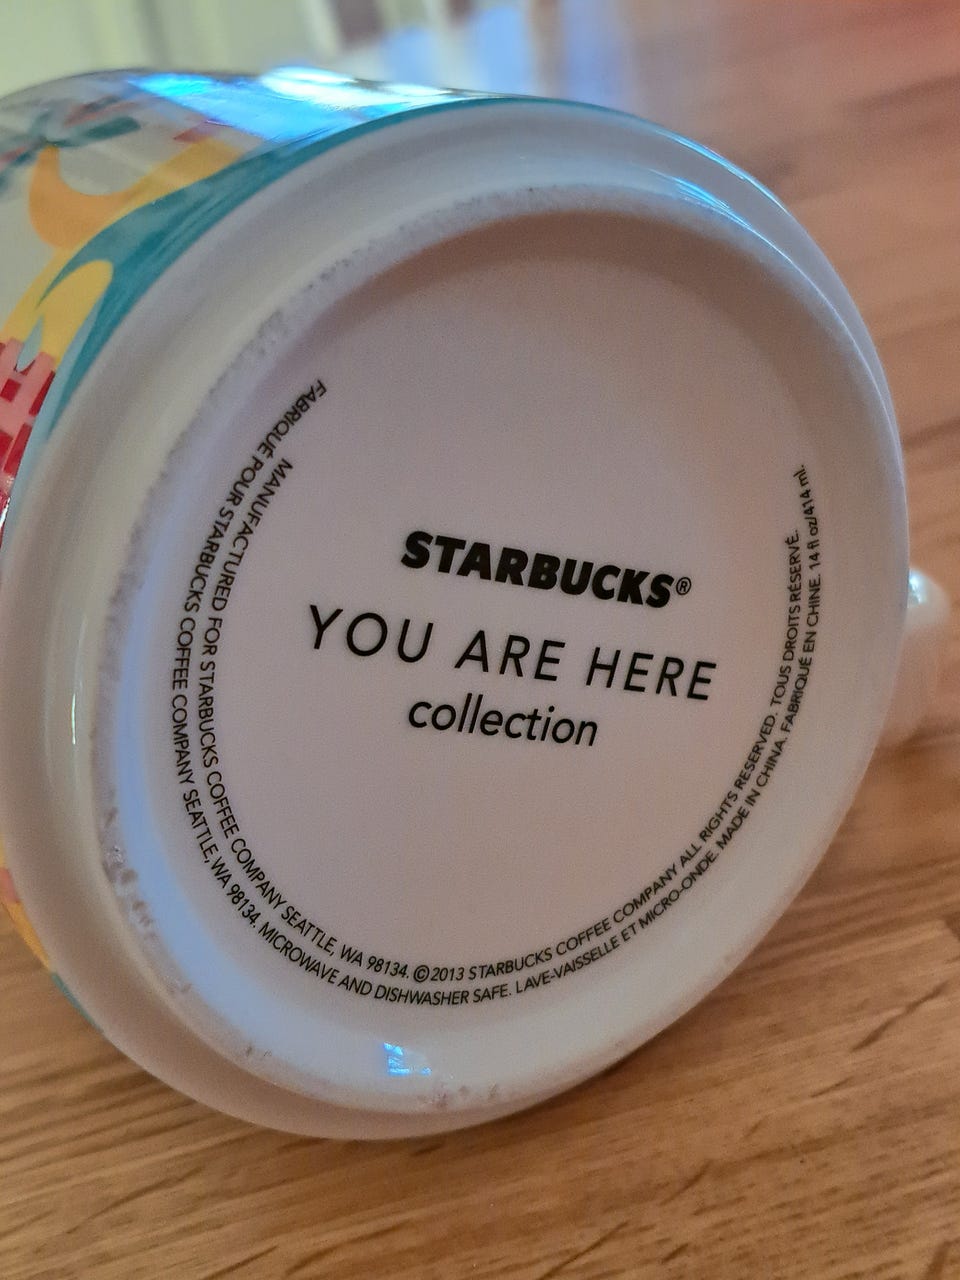 STARBUCKS®
YOU ARE HERE
collection
MANUFACTURED FOR STARBUCKS COFFEE COMPANY SEATTLE, WA 98134. ©2013 STARBUCKS COFFEE COMPANY ALL RIGHTS RESERVED. TOUS DROITS RÉSERVÉ.
FABRIQUÉ POUR STARBUCKS COFFEE COMPANY SEATTLE, WA 98134. MICROWAVE AND DISHWASHER SAFE. LAVE-VAISSELLE ET MICRO-ONDE. MADE IN CHINA. FABRIQUÉ EN CHINE. 14 fl oz/414 ml.